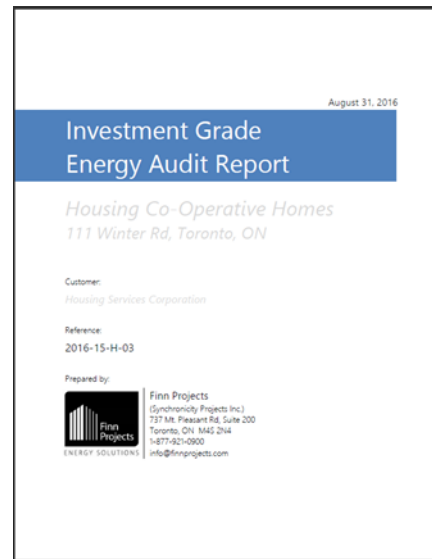 August 31, 2016
Investment Grade
Energy Audit Report
Housing Co-Operative Homes
111 Winter Rd, Toronto, ON
Customer:
Housing Services Corporation
Reference:
2016-15-H-03
Prepared by:
Finn
Projects
ENERGY SOLUTIONS
Finn Projects
(Synchronicity Projects Inc.)
737 Mt. Pleasant Rd, Suite 200
Toronto, ON M4S 2N4
1-877-921-0900
info@finnprojects.com